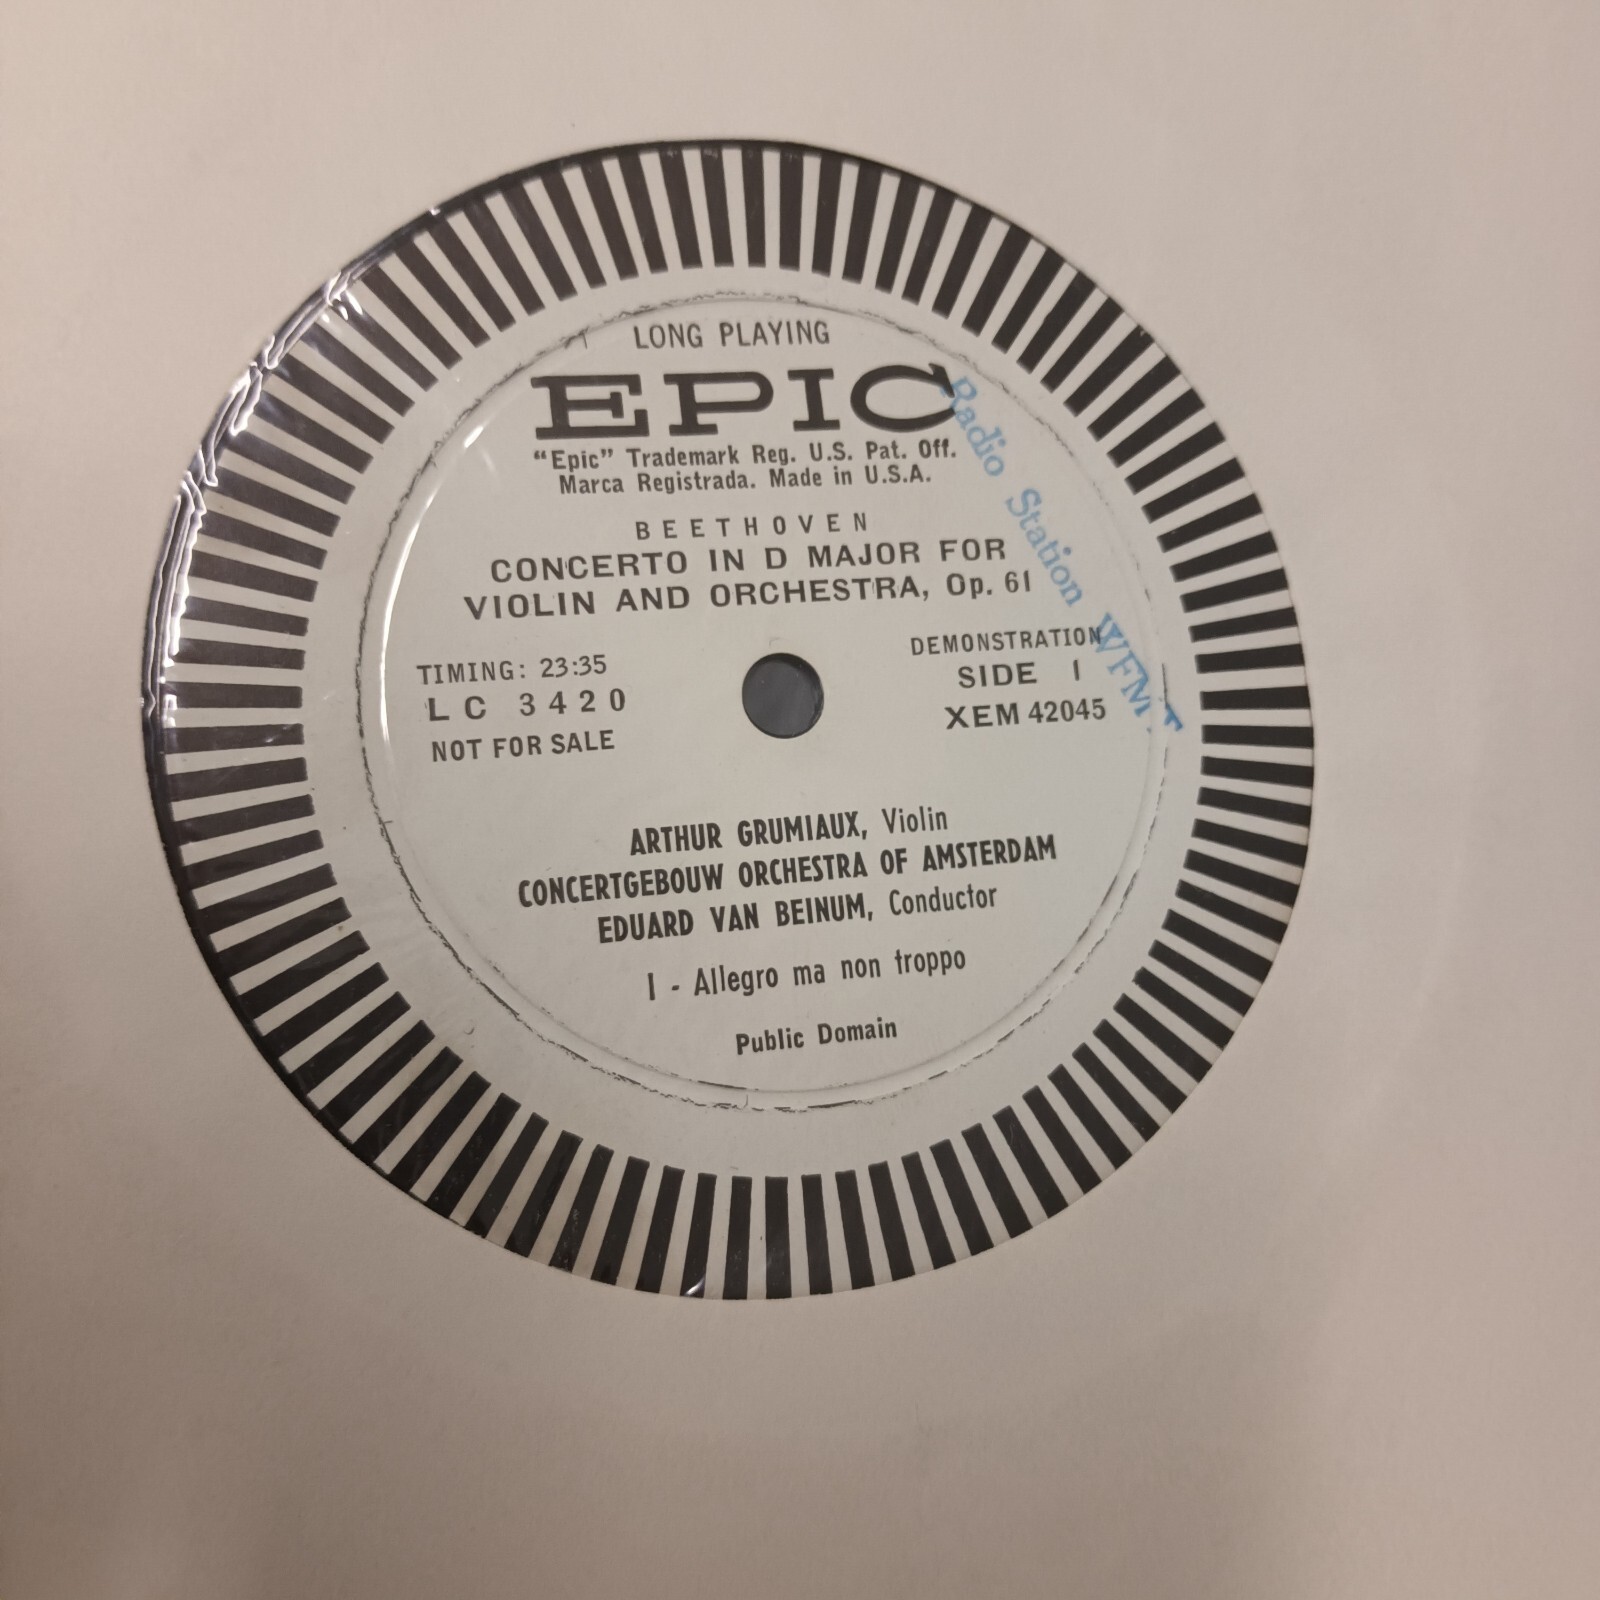 LONG PLAYING
EPIC
"Epic" Trademark Reg. U.S. Pat. Off.
Marca Registrada. Made in U.S.A.
BEETHOVEN
CONCERTO IN D MAJOR FOR
VIOLIN AND ORCHESTRA, Op. 61
TIMING: 23:35
LC 3420
NOT FOR SALE
DEMONSTRATION
SIDE 1
XEM 42045
Radio Station WFMT
ARTHUR GRUMIAUX, Violin
CONCERTGEBOUW ORCHESTRA OF AMSTERDAM
EDUARD VAN BEINUM, Conductor
I - Allegro ma non troppo
Public Domain